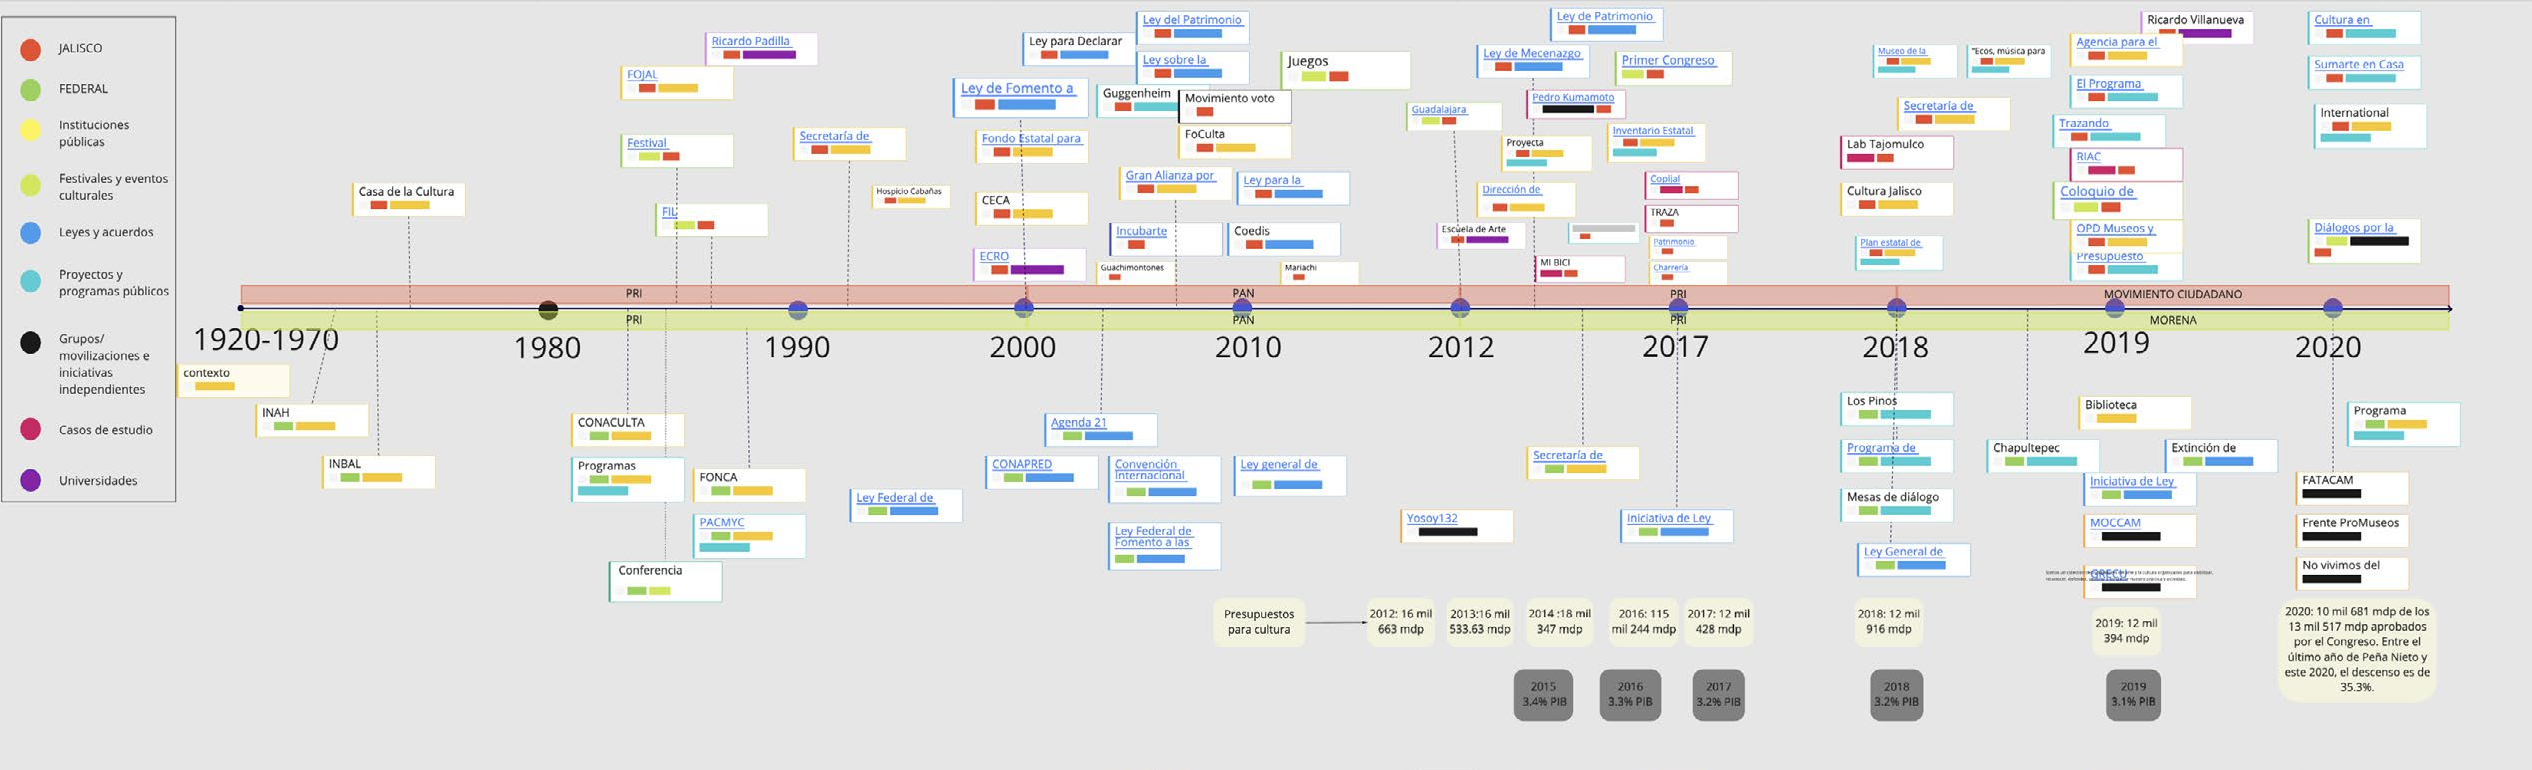 JALISCO
FEDERAL
Instituciones
públicas
Festivales y eventos
culturales
Leyes y acuerdos
Proyectos y
programas públicos
Grupos/
movilizaciones e
iniciativas
independientes
Casos de estudio
Universidades
Casa de la Cultura
FOJAL
Ricardo Padilla
Festival
FIL
Secretaría de
Hospicio Cabañas
Ley para Declarar
Ley de Fomento a
Fondo Estatal para
CECA
ECRO
Ley del Patrimonio
Ley sobre la
Guggenheim
Movimiento voto
FoCulta
Gran Alianza por
Ley para la
Incubarte
Coedis
Guachimontones
Mariachi
Juegos
Ley de Patrimonio
Ley de Mecenazgo
Primer Congreso
Pedro Kumamoto
Guadalajara
Proyecta
Inventario Estatal
Dirección de
Copijal
TRAZA
Escuela de Arte
Patrimonio
MI BICI
Charrería
Museo de la
"Ecos, música para
Secretaría de
Lab Tajomulco
Cultura Jalisco
Plan estatal de
Ricardo Villanueva
Agencia para el
El Programa
Trazando
RIAC
Coloquio de
OPD Museos y
Presupuesto
Cultura en
Sumarte en Casa
International
Diálogos por la
PRI
PAN
PRI
MOVIMIENTO CIUDADANO
PRI
PAN
PRI
MORENA
1920-1970
1980
1990
2000
2010
2012
2017
2018
2019
2020
contexto
INAH
INBAL
CONACULTA
Programas
FONCA
PACMYC
Conferencia
Ley Federal de
Agenda 21
CONAPRED
Convención
Internacional
Ley general de
Ley Federal de
Fomento a las
Secretaría de
Yosoy132
Iniciativa de Ley
Los Pinos
Programa de
Mesas de diálogo
Ley General de
Chapultepec
Biblioteca
Extinción de
Iniciativa de Ley
MOCCAM
GRECU
Programa
FATACAM
Frente ProMuseos
No vivimos del
Presupuestos
para cultura
2012: 16 mil
663 mdp
2013:16 mil
533.63 mdp
2014 :18 mil
347 mdp
2016: 115
mil 244 mdp
2017: 12 mil
428 mdp
2018: 12 mil
916 mdp
2019: 12 mil
394 mdp
2020: 10 mil 681 mdp de los
13 mil 517 mdp aprobados
por el Congreso. Entre el
último año de Peña Nieto y
este 2020, el descenso es de
35.3%.
2015
3.4% PIB
2016
3.3% PIB
2017
3.2% PIB
2018
3.2% PIB
2019
3.1% PIB